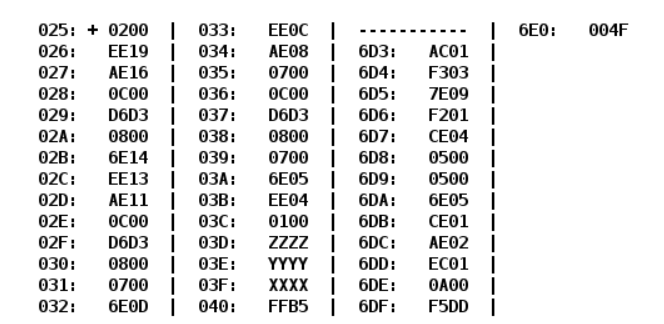 025: + 0200 | 033: EE0C | ----------- | 6E0: 004F
026: EE19 | 034: AE08 | 6D3: AC01 |
027: AE16 | 035: 0700 | 6D4: F303 |
028: 0C00 | 036: 0C00 | 6D5: 7E09 |
029: D6D3 | 037: D6D3 | 6D6: F201 |
02A: 0800 | 038: 0800 | 6D7: CE04 |
02B: 6E14 | 039: 0700 | 6D8: 0500 |
02C: EE13 | 03A: 6E05 | 6D9: 0500 |
02D: AE11 | 03B: EE04 | 6DA: 6E05 |
02E: 0C00 | 03C: 0100 | 6DB: CE01 |
02F: D6D3 | 03D: ZZZZ | 6DC: AE02 |
030: 0800 | 03E: YYYY | 6DD: EC01 |
031: 0700 | 03F: XXXX | 6DE: 0A00 |
032: 6E0D | 040: FFB5 | 6DF: F5DD |